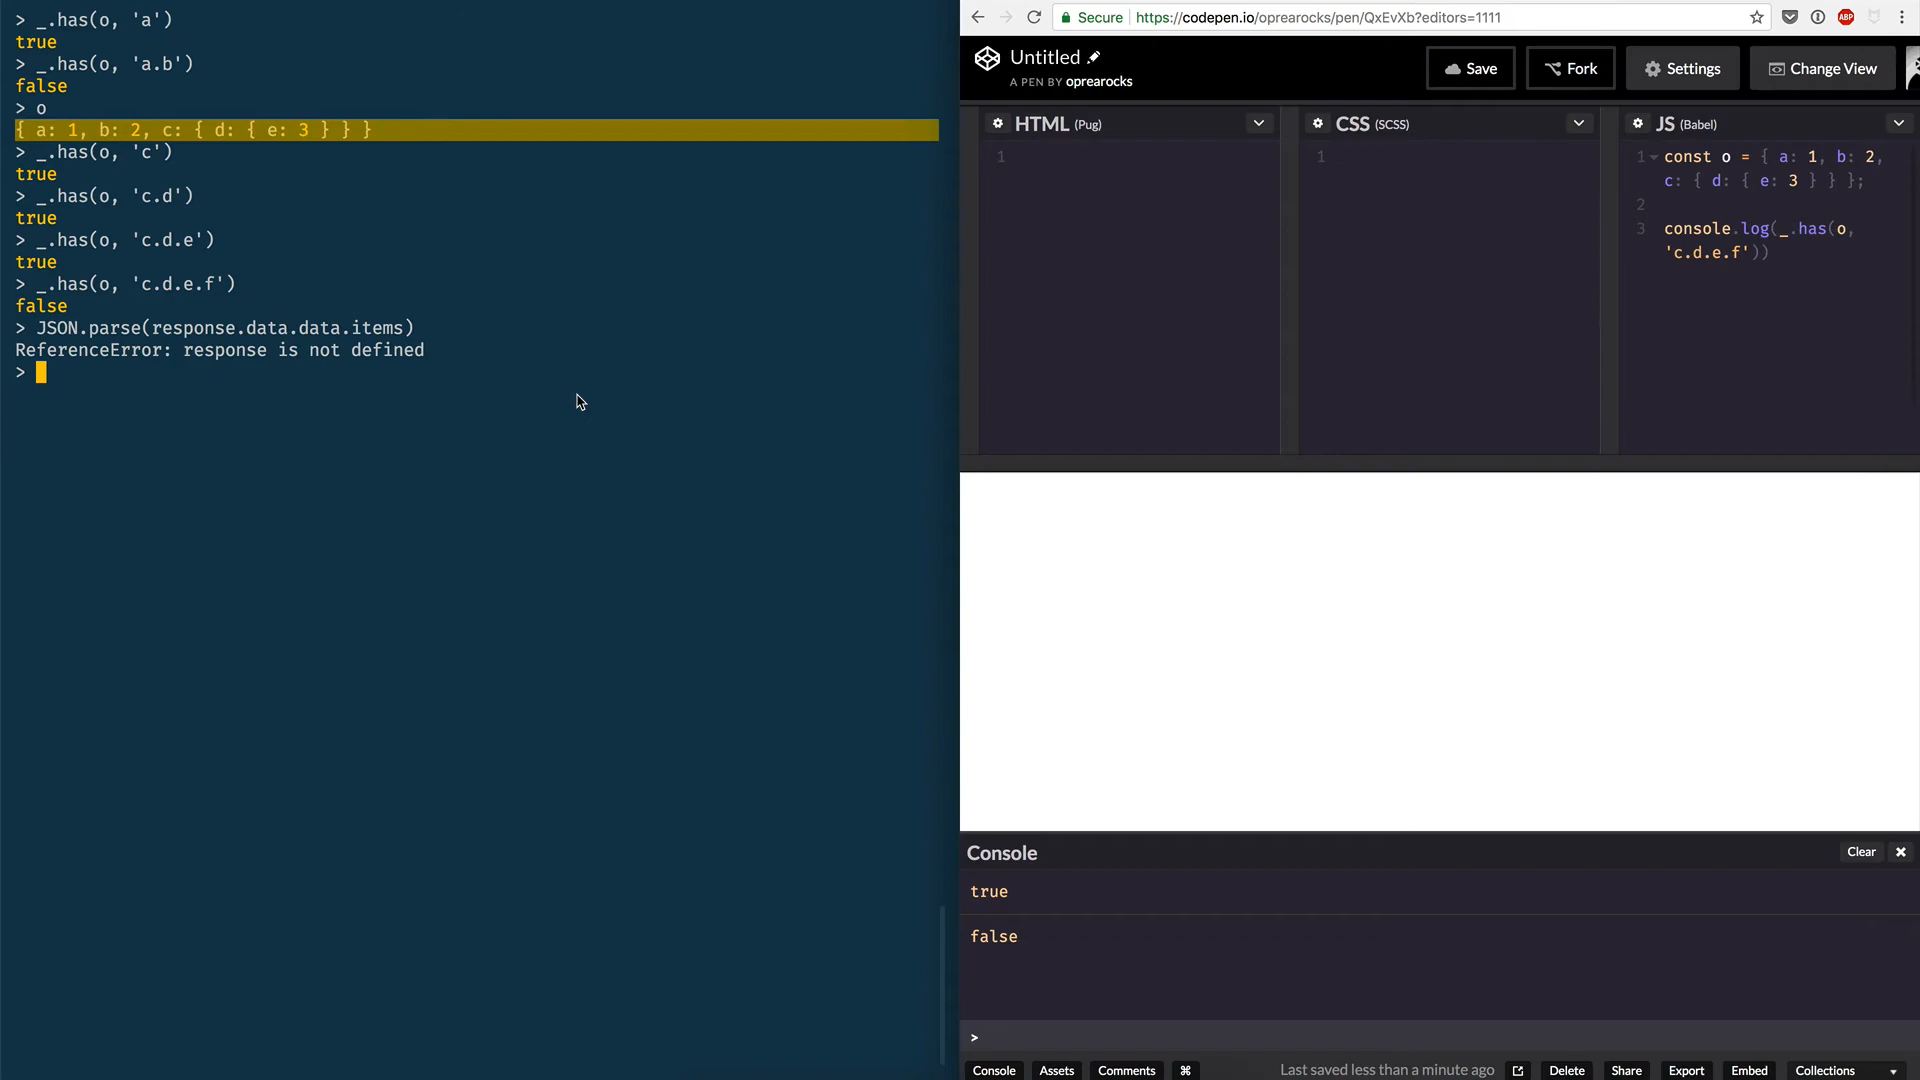 > _.has(o, 'a')
true
> _.has(o, 'a.b')
false
> o
{ a: 1, b: 2, c: { d: { e: 3 } } }
> _.has(o, 'c')
true
> _.has(o, 'c.d')
true
> _.has(o, 'c.d.e')
true
> _.has(o, 'c.d.e.f')
false
> JSON.parse(response.data.data.items)
ReferenceError: response is not defined
>
Secure https://codepen.io/oprearocks/pen/QxEvXb?editors=1111
ABP
Untitled
A PEN BY oprearocks
Save
Fork
Settings
Change View
HTML (Pug)
1
CSS (SCSS)
1
JS (Babel)
1 const o = { a: 1, b: 2,
c: { d: { e: 3 } } };
2
3 console.log(_.has(o,
'c.d.e.f'))
Console
Clear
true
false
>
Console Assets Comments ⌘ Last saved less than a minute ago Delete Share Export Embed Collections